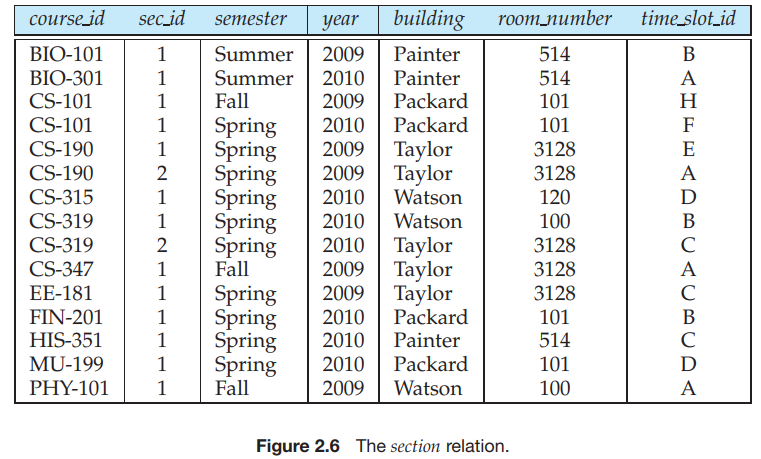 course_id sec_id semester year building room_number time_slot_id
BIO-101 1 Summer 2009 Painter 514 B
BIO-301 1 Summer 2010 Painter 514 A
CS-101 1 Fall 2009 Packard 101 H
CS-101 1 Spring 2010 Packard 101 F
CS-190 1 Spring 2009 Taylor 3128 E
CS-190 2 Spring 2009 Taylor 3128 A
CS-315 1 Spring 2010 Watson 120 D
CS-319 1 Spring 2010 Watson 100 B
CS-319 2 Spring 2010 Taylor 3128 C
CS-347 1 Fall 2009 Taylor 3128 A
EE-181 1 Spring 2009 Taylor 3128 C
FIN-201 1 Spring 2010 Packard 101 B
HIS-351 1 Spring 2010 Painter 514 C
MU-199 1 Spring 2010 Packard 101 D
PHY-101 1 Fall 2009 Watson 100 A
Figure 2.6 The section relation.